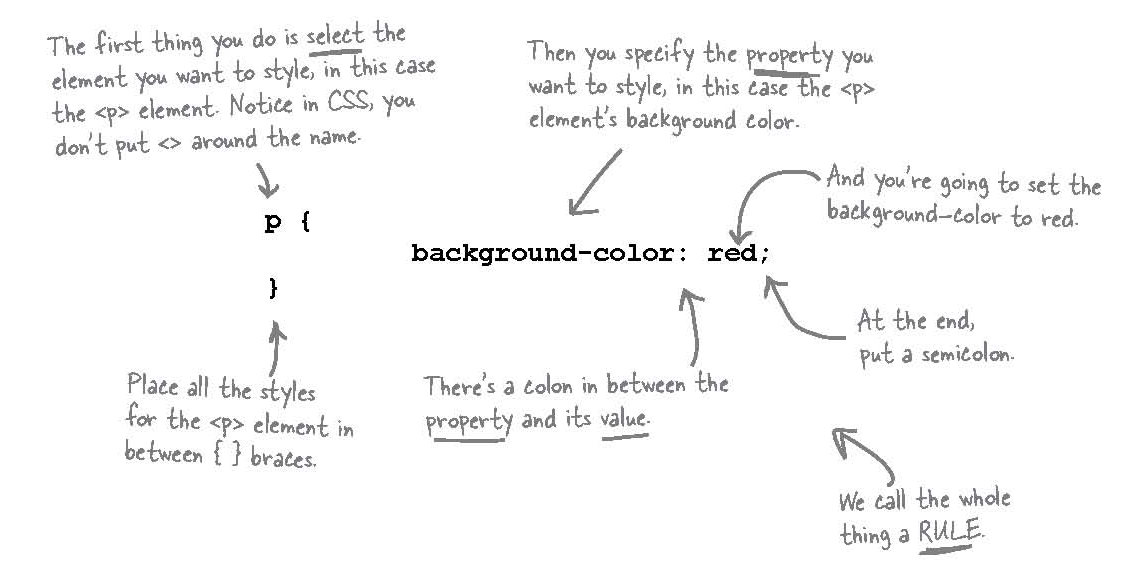 The first thing you do is select the
element you want to style, in this case
the <p> element. Notice in CSS, you
don't put <> around the name.
Then you specify the property you
want to style, in this case the <p>
element's background color.
And you're going to set the
background-color to red.
p {
background-color: red;
}
At the end,
put a semicolon.
Place all the styles
for the <p> element in
between { } braces.
There's a colon in between the
property and its value.
We call the whole
thing a RULE.